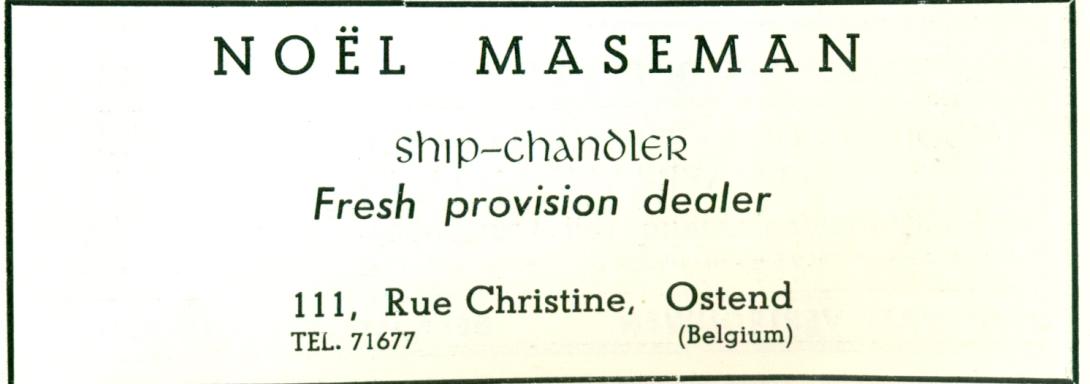 NOËL MASEMAN
ship-chandler
Fresh provision dealer
111, Rue Christine, Ostend
TEL. 71677 (Belgium)